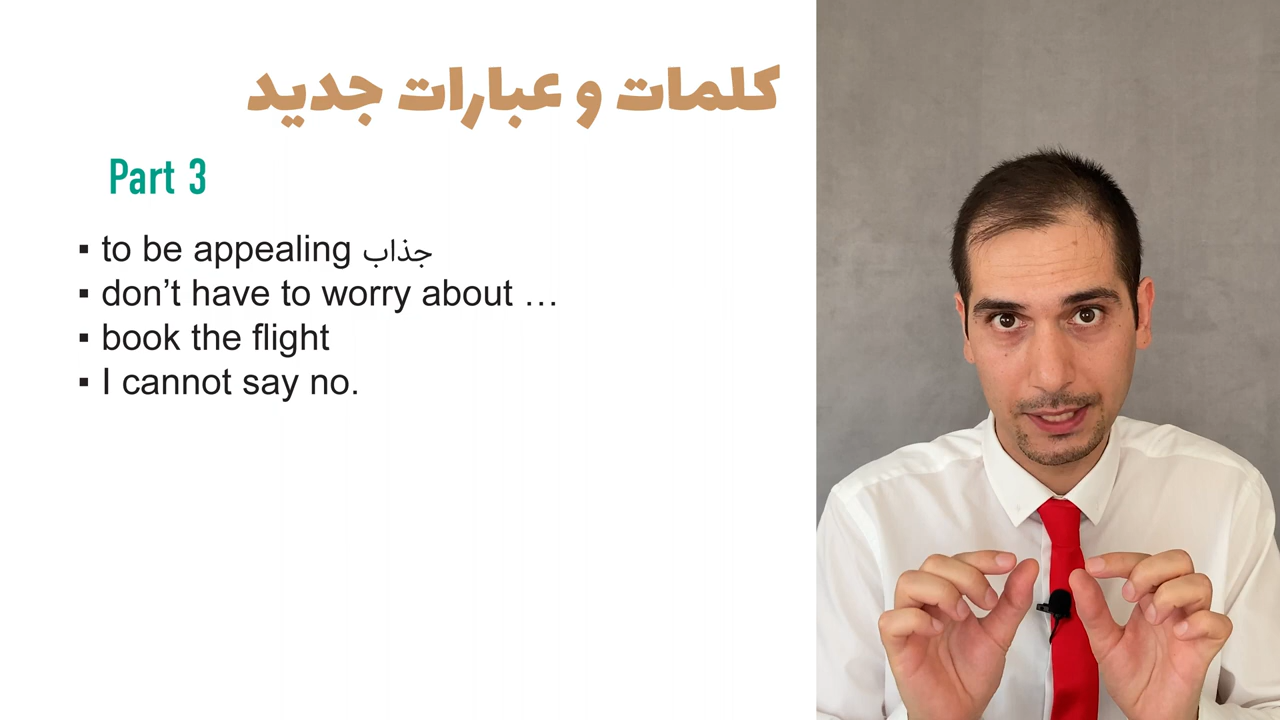 کلمات و عبارات جدید
Part 3
▪ to be appealing جذاب
▪ don’t have to worry about …
▪ book the flight
▪ I cannot say no.